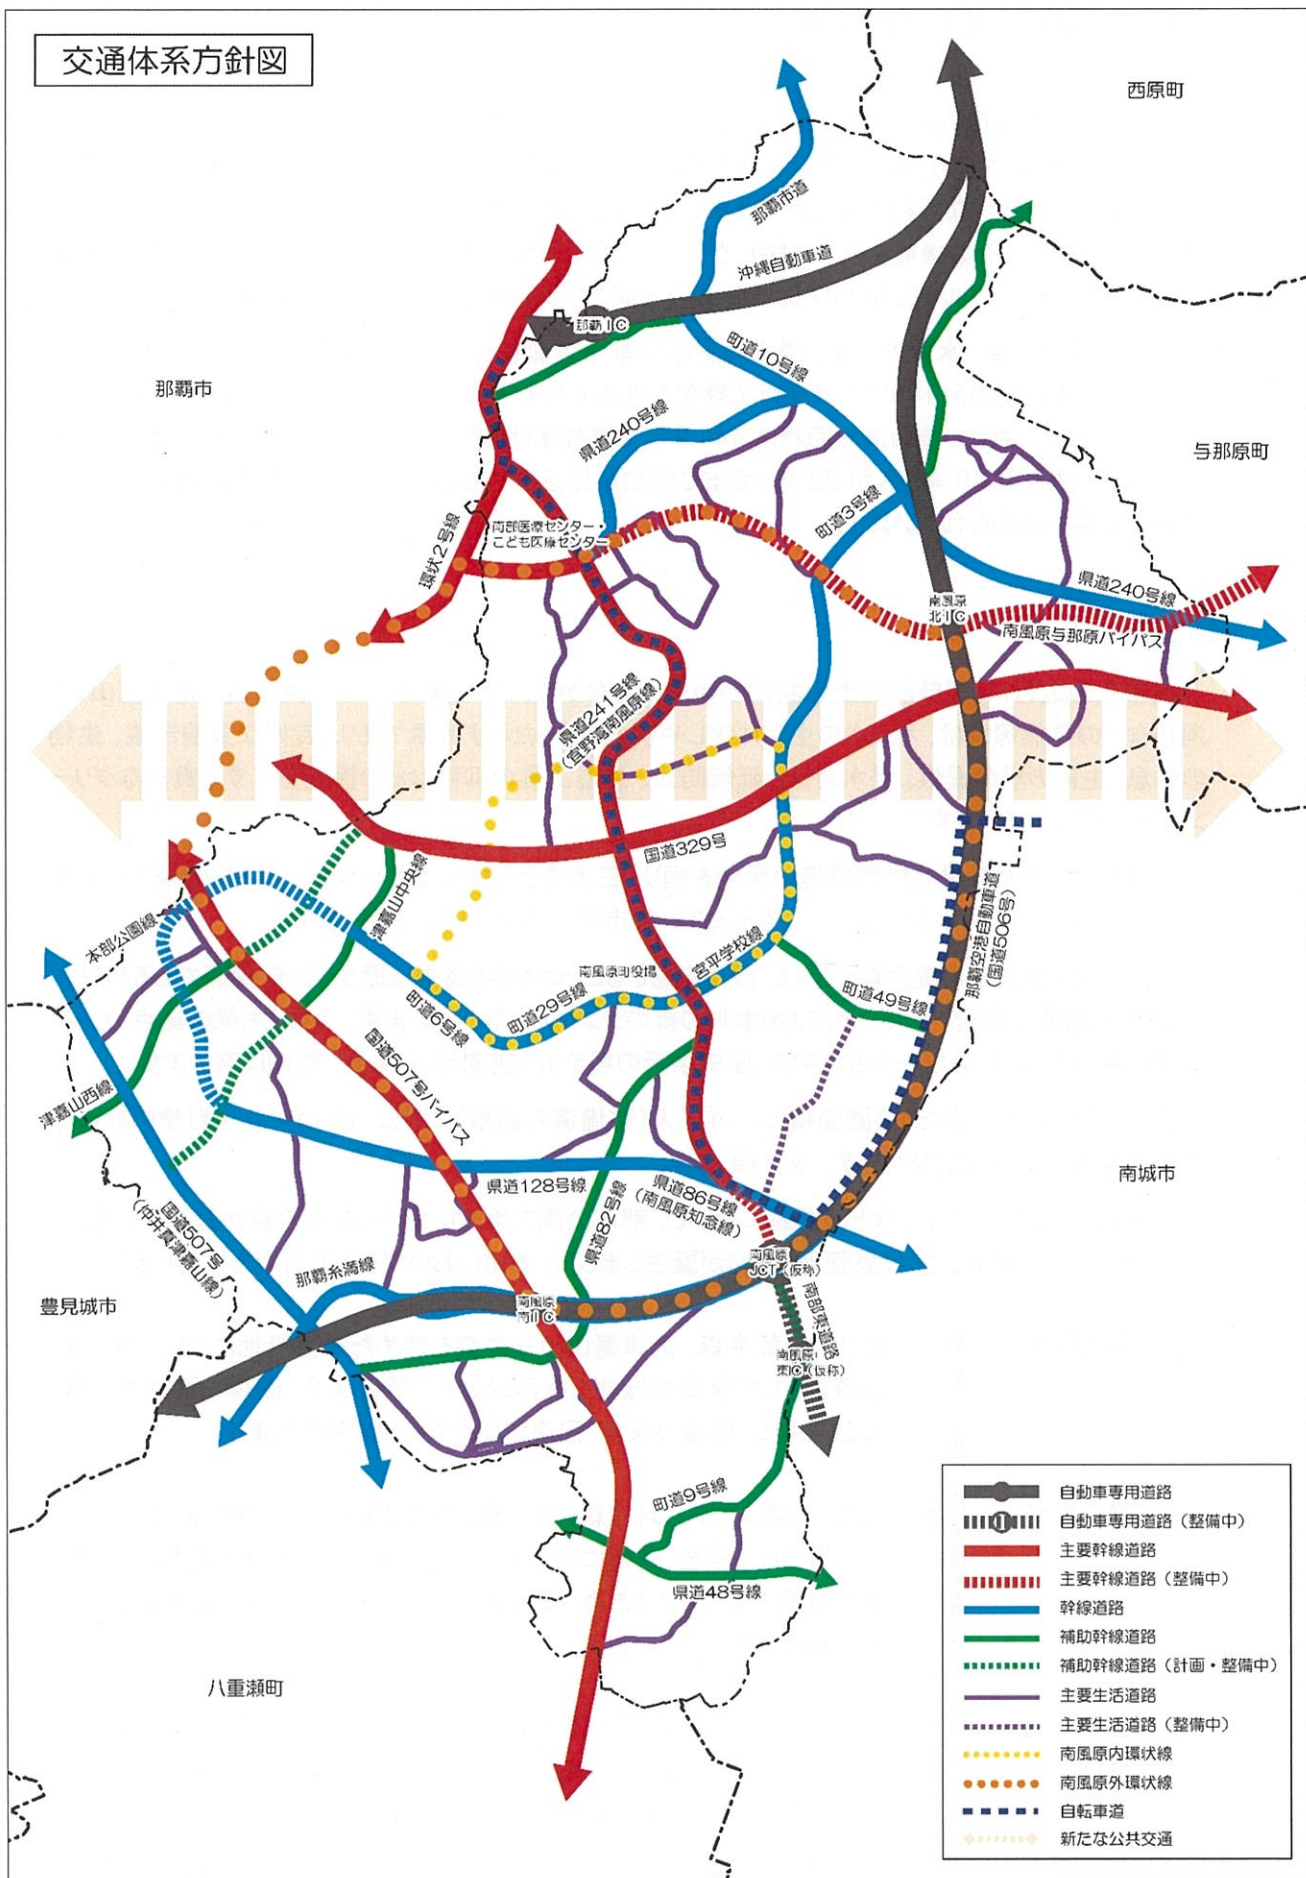 交通体系方針図
西原町
那覇市道
沖縄自動車道
那覇IC
町道10号線
那覇市
県道240号線
与那原町
町道3号線
南部医療センター・
こども医療センター
環状2号線
県道240号線
南風原
北IC
南風原与那原バイパス
県道241号線
(宜野湾南風原線)
国道329号
津嘉山中央線
本部公園線
那覇空港自動車道
(国道506号)
南風原町役場
宮平学校線
町道29号線
町道6号線
町道49号線
国道507号バイパス
津嘉山西線
南城市
県道128号線
県道86号線
(南風原知念線)
県道82号線
国道507号
(仲井真津嘉山線)
那覇糸満線
南風原
JCT(仮称)
南部東道路
豊見城市
南風原
南IC
南風原
東IC(仮称)
町道9号線
県道48号線
八重瀬町
自動車専用道路
自動車専用道路(整備中)
主要幹線道路
主要幹線道路(整備中)
幹線道路
補助幹線道路
補助幹線道路(計画・整備中)
主要生活道路
主要生活道路(整備中)
南風原内環状線
南風原外環状線
自転車道
新たな公共交通